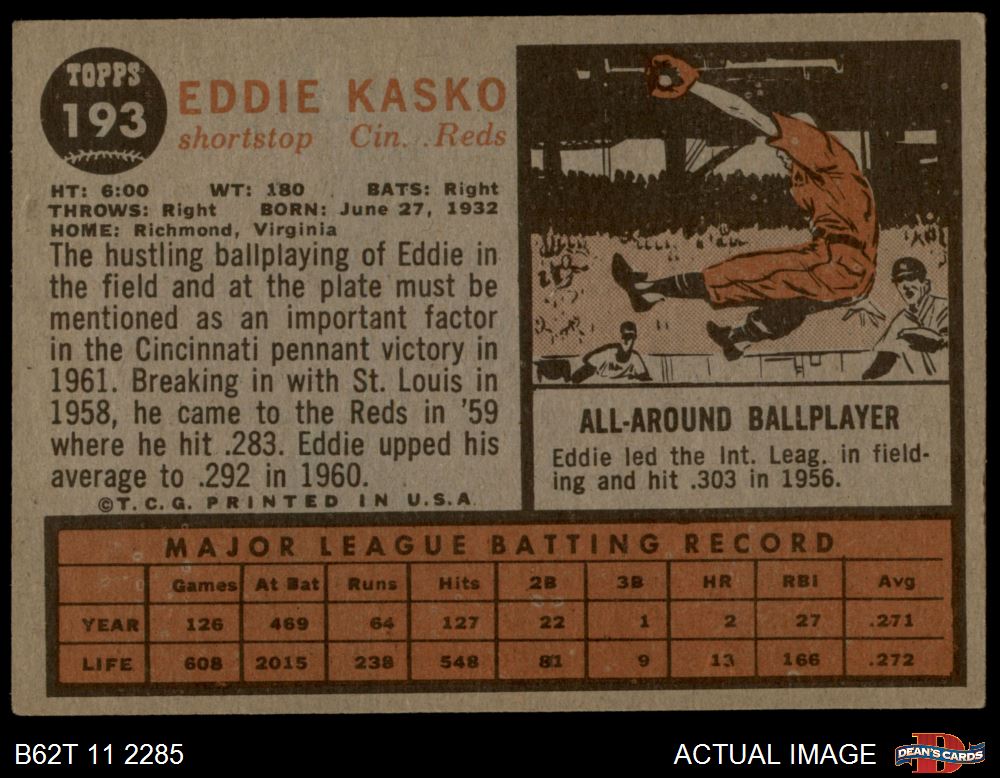 TOPPS
193
EDDIE KASKO
shortstop Cin. Reds
HT: 6:00 WT: 180 BATS: Right
THROWS: Right BORN: June 27, 1932
HOME: Richmond, Virginia
The hustling ballplaying of Eddie in
the field and at the plate must be
mentioned as an important factor
in the Cincinnati pennant victory in
1961. Breaking in with St. Louis in
1958, he came to the Reds in '59
where he hit .283. Eddie upped his
average to .292 in 1960.
©T.C.G. PRINTED IN U.S.A.
ALL-AROUND BALLPLAYER
Eddie led the Int. Leag. in field-
ing and hit .303 in 1956.
MAJOR LEAGUE BATTING RECORD
Games At Bat Runs Hits 2B 3B HR RBI Avg
YEAR 126 469 64 127 22 1 2 27 .271
LIFE 608 2015 238 548 81 9 13 166 .272
B62T 11 2285
ACTUAL IMAGE
DEAN'S CARDS